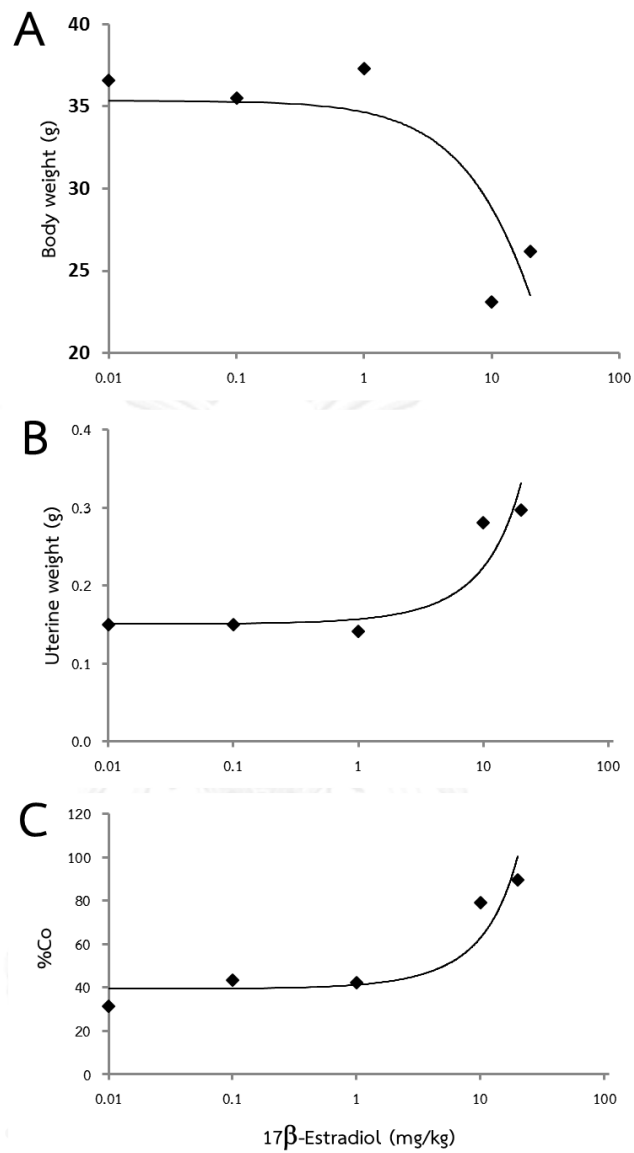 A
40
35
30
25
20
Body weight (g)
0.01 0.1 1 10 100
B
0.4
0.3
0.2
0.1
0.0
Uterine weight (g)
0.01 0.1 1 10 100
C
120
100
80
60
40
20
0
%Co
0.01 0.1 1 10 100
17β-Estradiol (mg/kg)